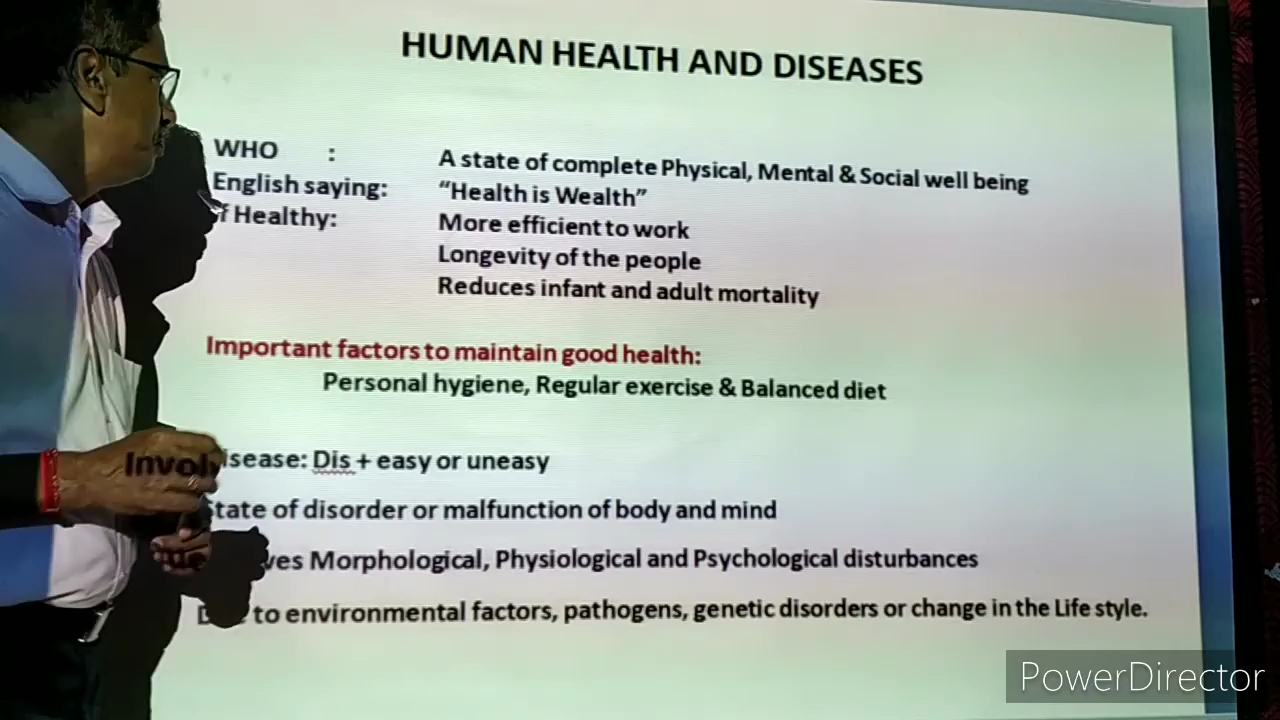 HUMAN HEALTH AND DISEASES
WHO : A state of complete Physical, Mental & Social well being
English saying: “Health is Wealth”
f Healthy: More efficient to work
Longevity of the people
Reduces infant and adult mortality
Important factors to maintain good health:
Personal hygiene, Regular exercise & Balanced diet
isease: Dis + easy or uneasy
State of disorder or malfunction of body and mind
Involves Morphological, Physiological and Psychological disturbances
to environmental factors, pathogens, genetic disorders or change in the Life style.
PowerDirector